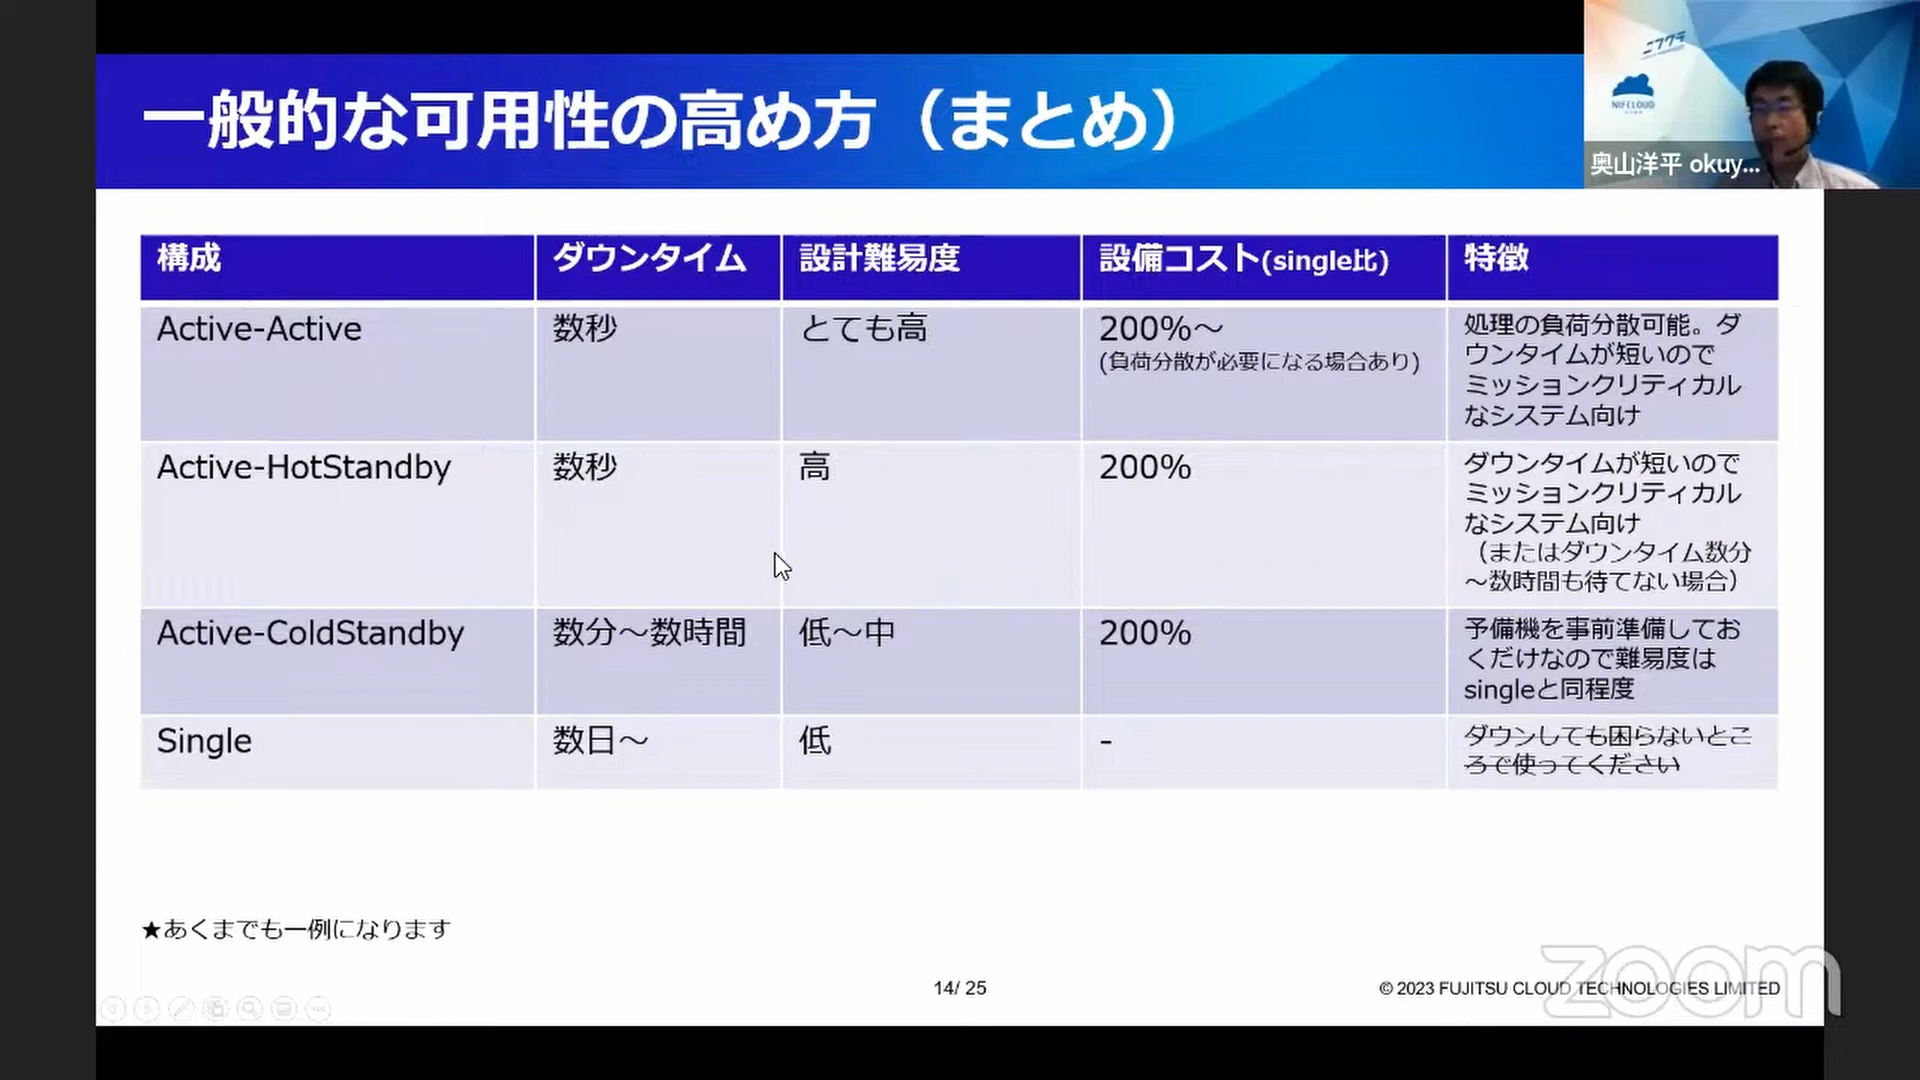 一般的な可用性の高め方（まとめ）
ニフクラ
NIFCLOUD
奥山洋平 okuy...
構成 ダウンタイム 設計難易度 設備コスト(single比) 特徴
Active-Active 数秒 とても高 200%～
(負荷分散が必要になる場合あり)
処理の負荷分散可能。ダ
ウンタイムが短いので
ミッションクリティカル
なシステム向け
Active-HotStandby 数秒 高 200%
ダウンタイムが短いので
ミッションクリティカル
なシステム向け
（またはダウンタイム数分
～数時間も待てない場合）
Active-ColdStandby 数分～数時間 低～中 200%
予備機を事前準備してお
くだけなので難易度は
singleと同程度
Single 数日～ 低 -
ダウンしても困らないとこ
ろで使ってください
★あくまでも一例になります
14/ 25
© 2023 FUJITSU CLOUD TECHNOLOGIES LIMITED
zoom